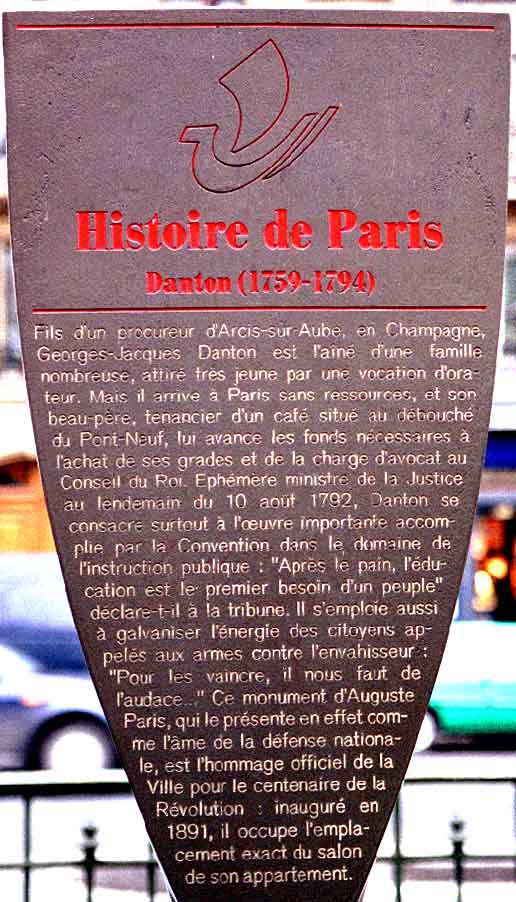 Histoire de Paris
Danton (1759-1794)
Fils d'un procureur d'Arcis-sur-Aube, en Champagne,
Georges-Jacques Danton est l'aîné d'une famille
nombreuse, attiré très jeune par une vocation d'ora-
teur. Mais il arrive à Paris sans ressources, et son
beau-père, tenancier d'un café situé au débouché
du Pont-Neuf, lui avance les fonds nécessaires à
l'achat de ses grades et de la charge d'avocat au
Conseil du Roi. Ephémère ministre de la Justice
au lendemain du 10 août 1792, Danton se
consacre surtout à l'œuvre importante accom-
plie par la Convention dans le domaine de
l'instruction publique : "Après le pain, l'édu-
cation est le premier besoin d'un peuple"
déclare-t-il à la tribune. Il s'emploie aussi
à galvaniser l'énergie des citoyens ap-
pelés aux armes contre l'envahisseur :
"Pour les vaincre, il nous faut de
l'audace..." Ce monument d'Auguste
Paris, qui le présente en effet com-
me l'âme de la défense nationa-
le, est l'hommage officiel de la
Ville pour le centenaire de la
Révolution : inauguré en
1891, il occupe l'empla-
cement exact du salon
de son appartement.